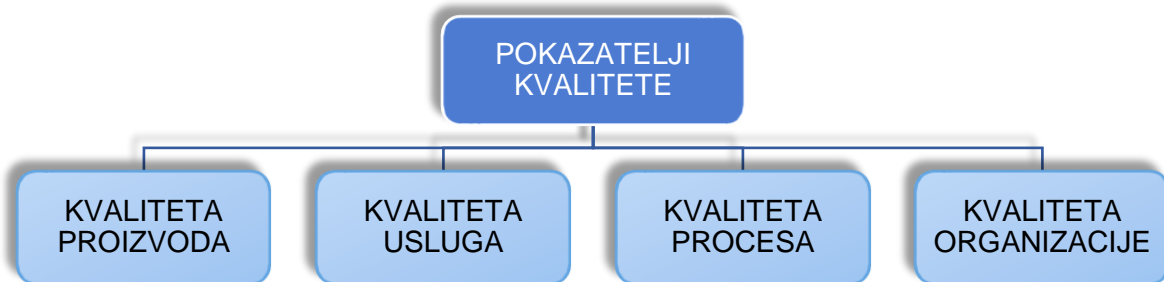 POKAZATELJI
KVALITETE
KVALITETA
PROIZVODA
KVALITETA
USLUGA
KVALITETA
PROCESA
KVALITETA
ORGANIZACIJE